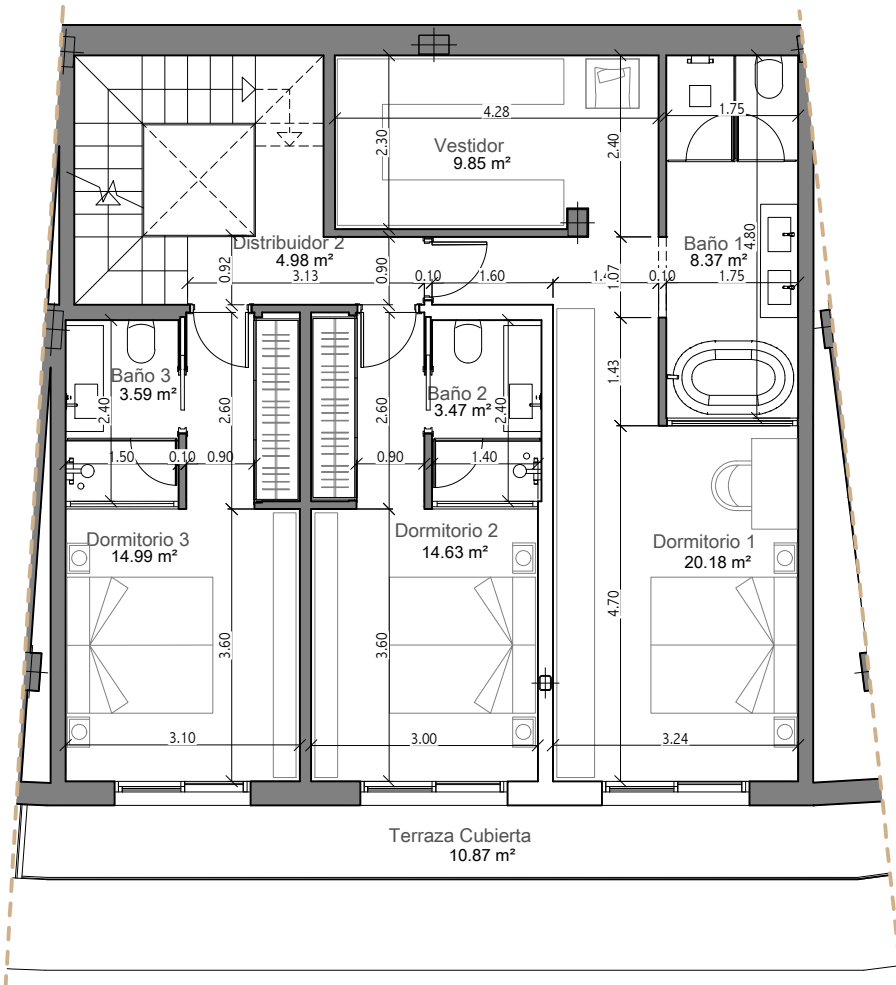 4.28
1.75
Vestidor
9.85 m²
2.30
2.40
Distribuidor 2
4.98 m²
Baño 1
8.37 m²
4.80
0.92
3.13
0.90
0.10
1.60
1.07
0.10
1.75
Baño 3
3.59 m²
2.40
2.60
Baño 2
3.47 m²
2.40
2.60
1.43
1.50
0.10
0.90
0.90
1.40
Dormitorio 3
14.99 m²
Dormitorio 2
14.63 m²
Dormitorio 1
20.18 m²
3.60
3.60
4.70
3.10
3.00
3.24
Terraza Cubierta
10.87 m²